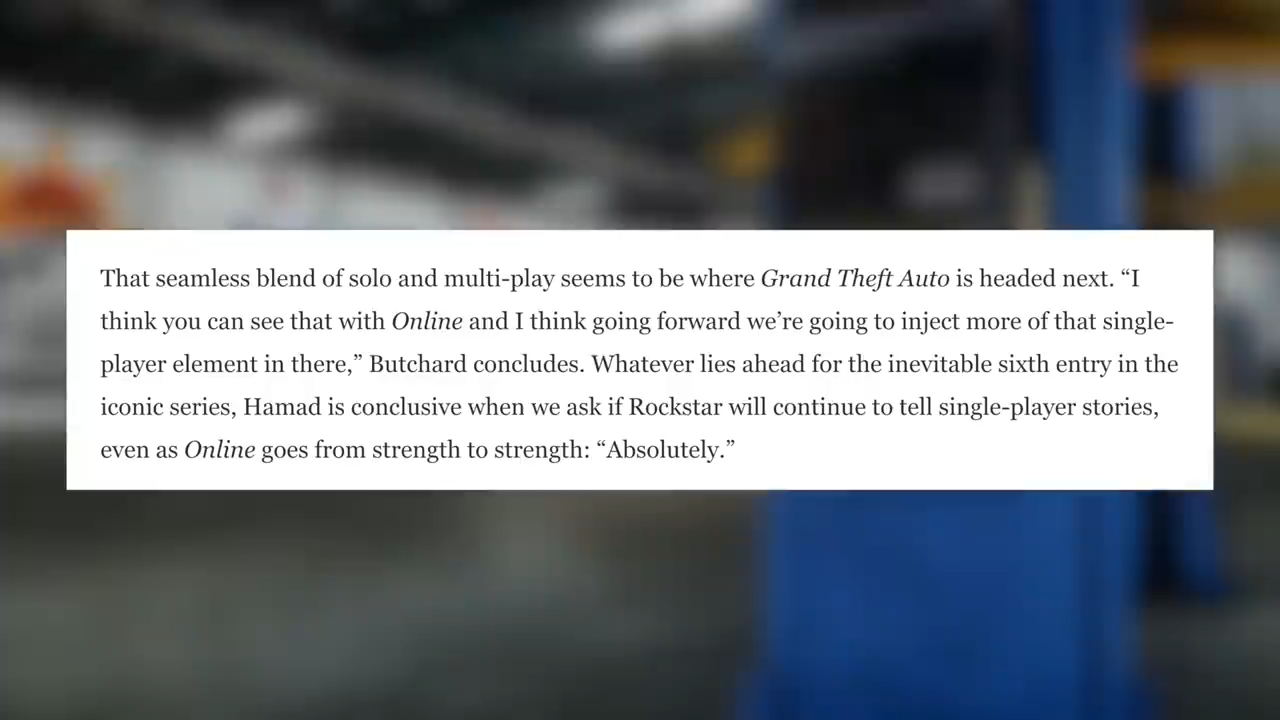 That seamless blend of solo and multi-play seems to be where Grand Theft Auto is headed next. “I
think you can see that with Online and I think going forward we’re going to inject more of that single-
player element in there,” Butchard concludes. Whatever lies ahead for the inevitable sixth entry in the
iconic series, Hamad is conclusive when we ask if Rockstar will continue to tell single-player stories,
even as Online goes from strength to strength: “Absolutely.”